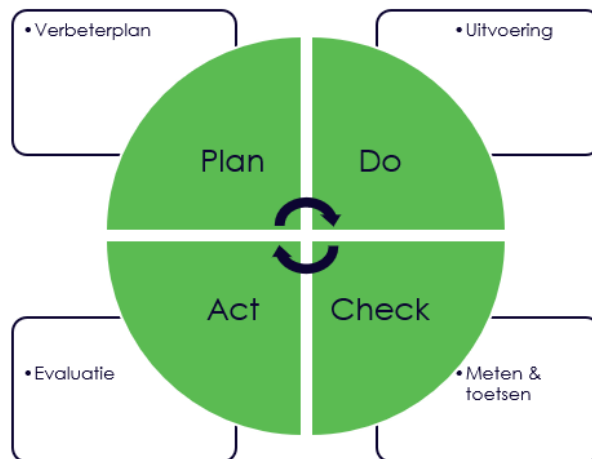 •Verbeterplan
•Uitvoering
Plan
Do
Act
Check
•Evaluatie
•Meten &
toetsen